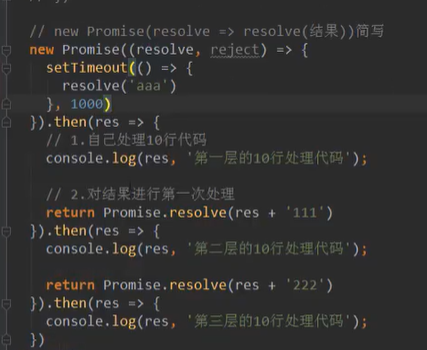 // new Promise(resolve => resolve(结果))简写
new Promise((resolve, reject) => {
setTimeout(() => {
resolve('aaa')
}, 1000)
}).then(res => {
// 1.自己处理10行代码
console.log(res, '第一层的10行处理代码');
// 2.对结果进行第一次处理
return Promise.resolve(res + '111')
}).then(res => {
console.log(res, '第二层的10行处理代码');
return Promise.resolve(res + '222')
}).then(res => {
console.log(res, '第三层的10行处理代码');
})